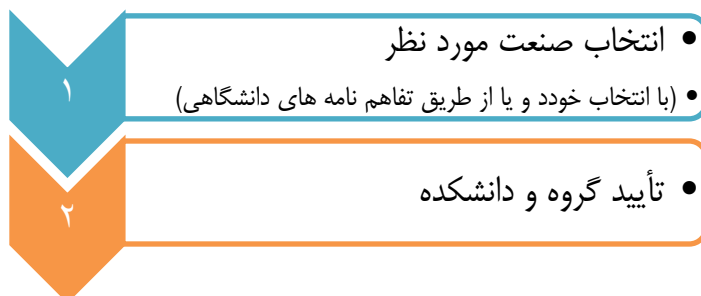 ۱
• انتخاب صنعت مورد نظر
• (با انتخاب خودد و یا از طریق تفاهم نامه های دانشگاهی)
۲
• تأیید گروه و دانشکده